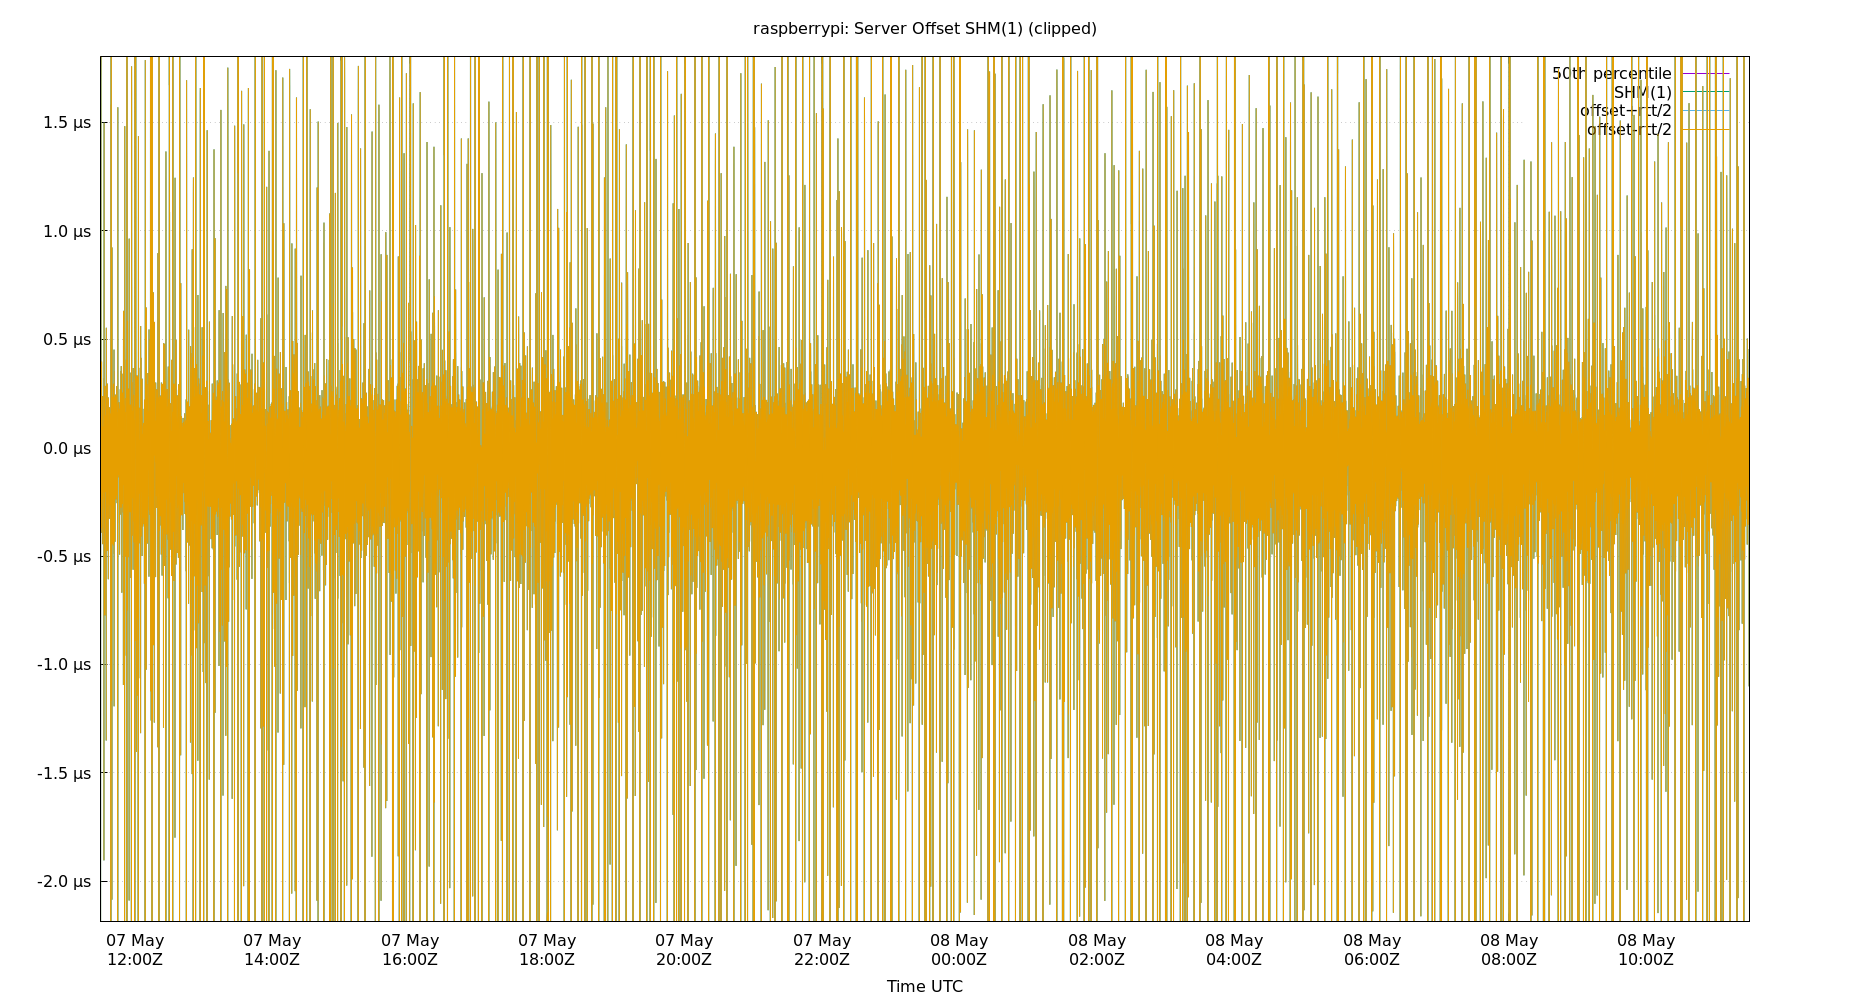 raspberrypi: Server Offset SHM(1) (clipped)
50th percentile
SHM(1)
offset-rtt/2
offset-rtt/2
1.5 µs
1.0 µs
0.5 µs
0.0 µs
-0.5 µs
-1.0 µs
-1.5 µs
-2.0 µs
07 May 07 May 07 May 07 May 07 May 07 May 08 May 08 May 08 May 08 May 08 May 08 May
12:00Z 14:00Z 16:00Z 18:00Z 20:00Z 22:00Z 00:00Z 02:00Z 04:00Z 06:00Z 08:00Z 10:00Z
Time UTC